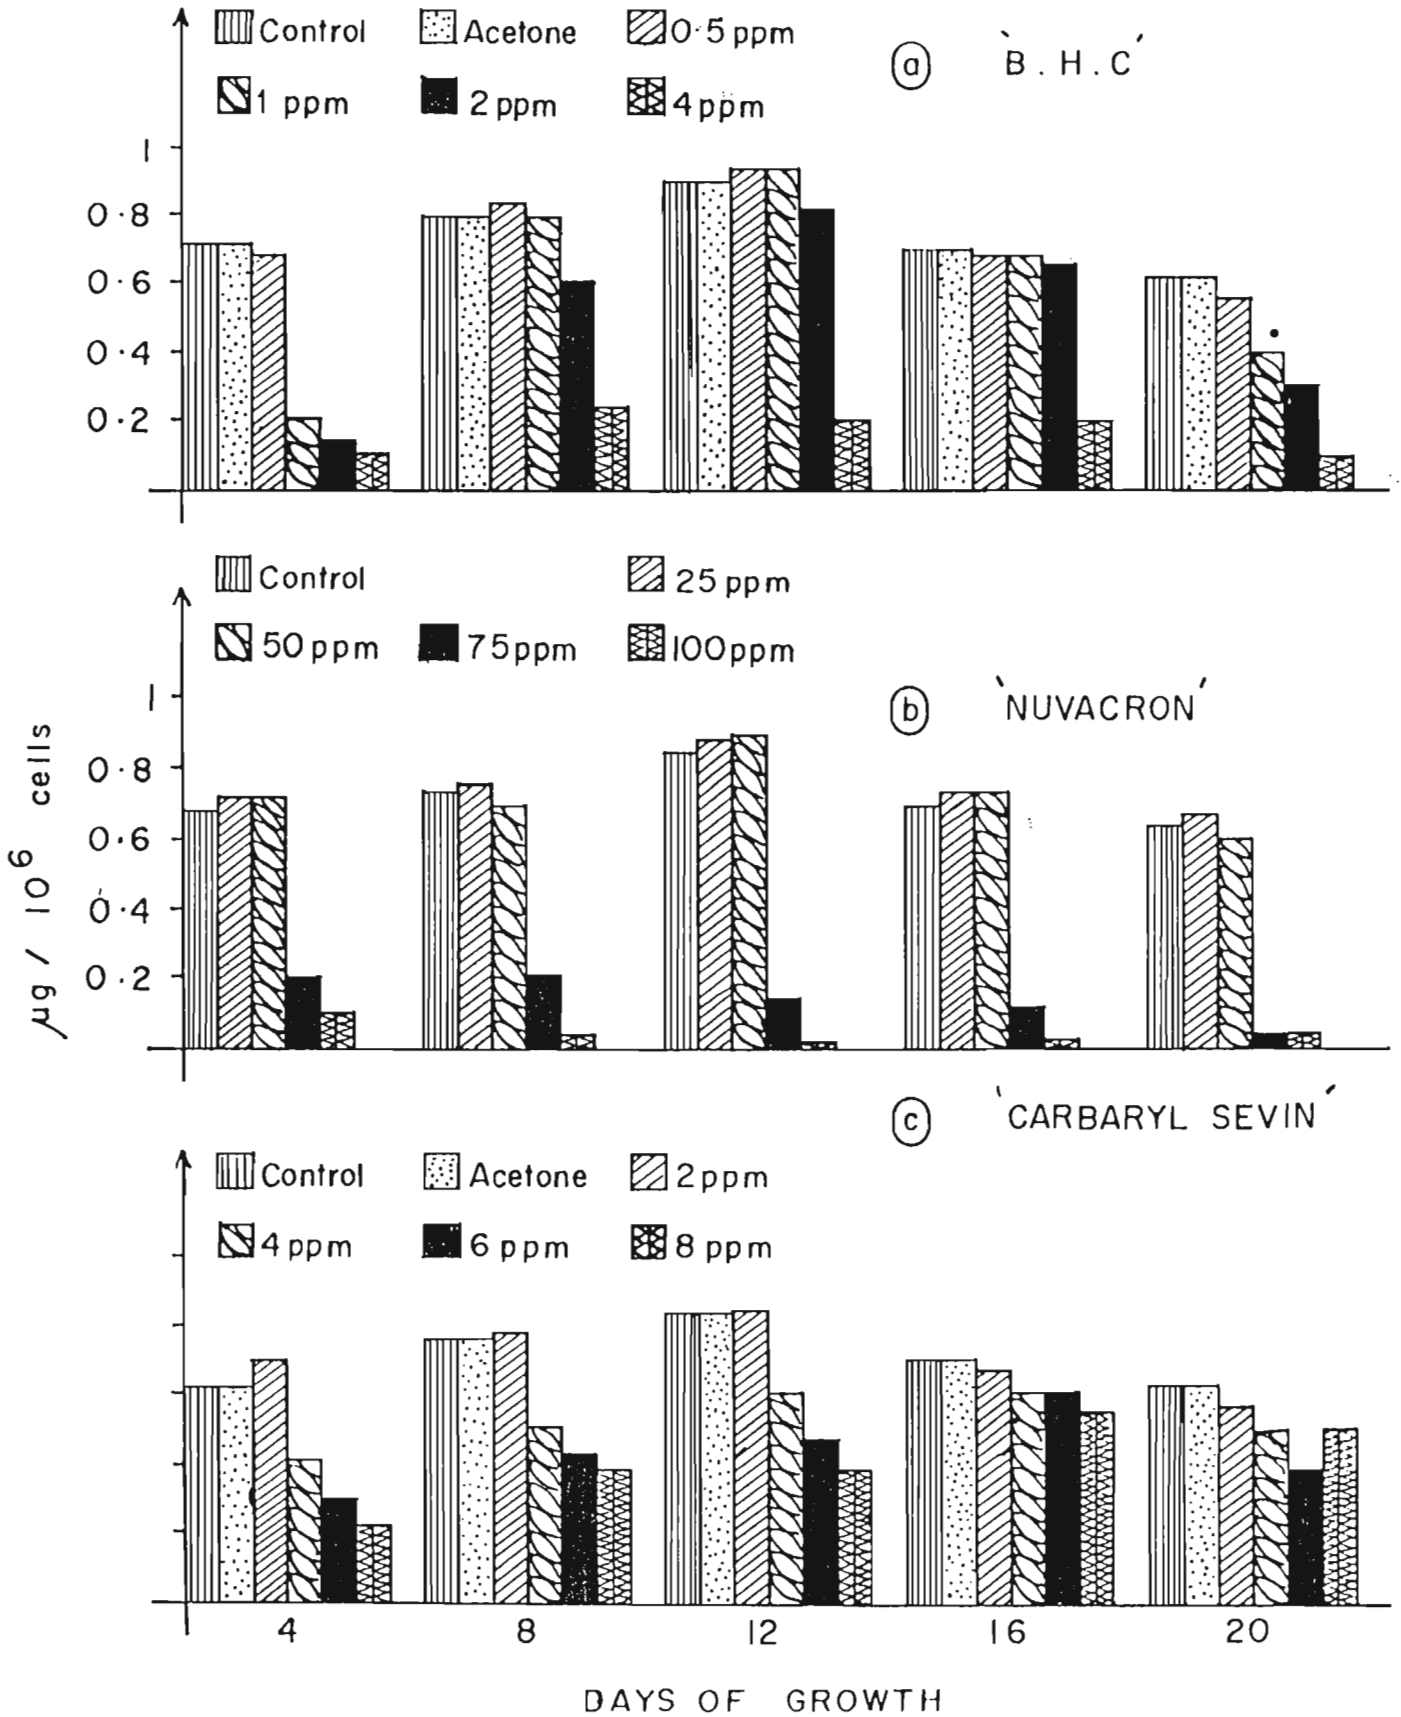 Control Acetone 0·5 ppm
1 ppm 2 ppm 4 ppm
(a) 'B.H.C'
1
0·8
0·6
0·4
0·2
Control 25 ppm
50 ppm 75 ppm 100 ppm
(b) 'NUVACRON'
1
0·8
0·6
0·4
0·2
µg / 10⁶ cells
(c) 'CARBARYL SEVIN'
Control Acetone 2 ppm
4 ppm 6 ppm 8 ppm
4 8 12 16 20
DAYS OF GROWTH